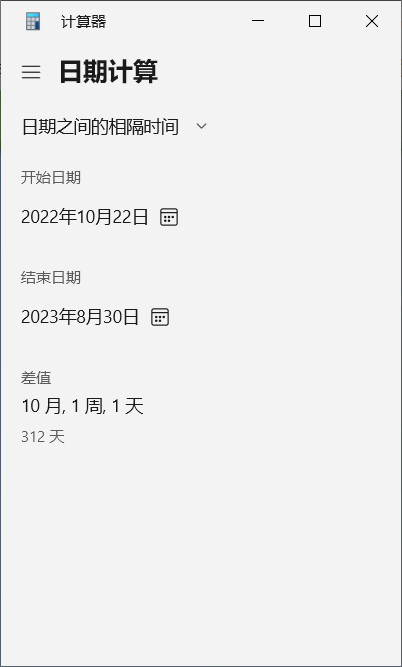 计算器
日期计算
日期之间的相隔时间
开始日期
2022年10月22日
结束日期
2023年8月30日
差值
10 月, 1 周, 1 天
312 天